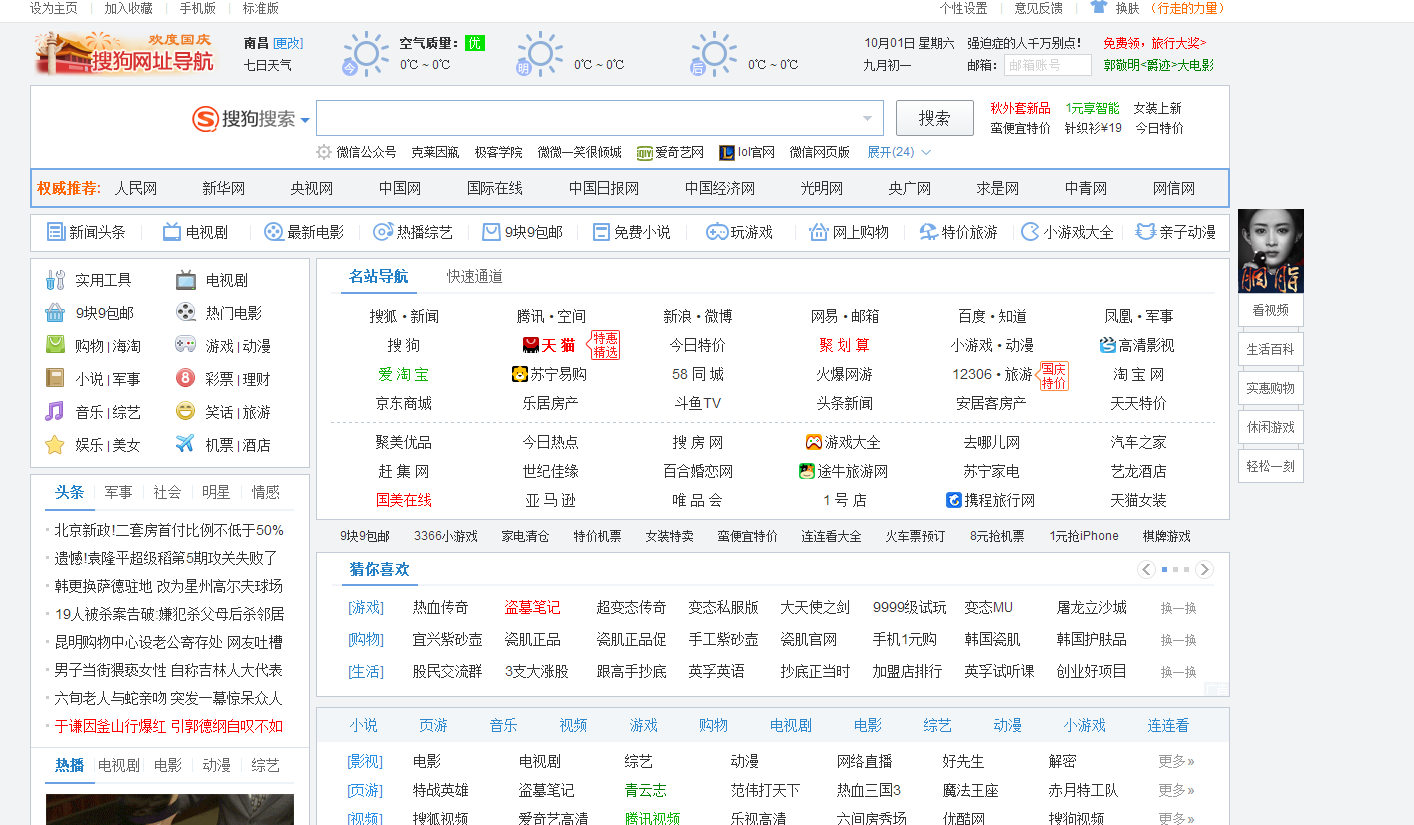 设为主页 加入收藏 手机版 标准版 个性设置 意见反馈 换肤 （行走的力量）
欢度国庆
搜狗网址导航
南昌 [更改] 空气质量： 优 10月01日 星期六 强迫症的人千万别点！ 免费领，旅行大奖>
七日天气 今 0℃ ~ 0℃ 明 0℃ ~ 0℃ 后 0℃ ~ 0℃ 九月初一 邮箱： 邮箱账号 郭敬明<爵迹>大电影
搜狗搜索 搜索 秋外套新品 1元享智能 女装上新
蛮便宜特价 针织衫¥19 今日特价
微信公众号 克莱因瓶 极客学院 微微一笑很倾城 爱奇艺网 lol官网 微信网页版 展开(24)
权威推荐: 人民网 新华网 央视网 中国网 国际在线 中国日报网 中国经济网 光明网 央广网 求是网 中青网 网信网
新闻头条 电视剧 最新电影 热播综艺 9块9包邮 免费小说 玩游戏 网上购物 特价旅游 小游戏大全 亲子动漫
实用工具 电视剧
9块9包邮 热门电影
购物 | 海淘 游戏 | 动漫
小说 | 军事 8 彩票 | 理财
音乐 | 综艺 笑话 | 旅游
娱乐 | 美女 机票 | 酒店
头条 军事 社会 明星 情感
北京新政!二套房首付比例不低于50%
遗憾!袁隆平超级稻第5期攻关失败了
韩更换萨德驻地 改为星州高尔夫球场
19人被杀案告破:嫌犯杀父母后杀邻居
昆明购物中心设老公寄存处 网友吐槽
男子当街猥亵女性 自称吉林人大代表
六旬老人与蛇亲吻 突发一幕惊呆众人
于谦因釜山行爆红 引郭德纲自叹不如
热播 电视剧 电影 动漫 综艺
名站导航 快速通道
搜狐 • 新闻 腾讯 • 空间 新浪 • 微博 网易 • 邮箱 百度 • 知道 凤凰 • 军事
搜 狗 天 猫 特惠精选 今日特价 聚 划 算 小游戏 • 动漫 高清影视
爱 淘 宝 苏宁易购 58 同 城 火爆网游 12306 • 旅游 国庆特价 淘 宝 网
京东商城 乐居房产 斗鱼TV 头条新闻 安居客房产 天天特价
聚美优品 今日热点 搜 房 网 游戏大全 去哪儿网 汽车之家
赶 集 网 世纪佳缘 百合婚恋网 途牛旅游网 苏宁家电 艺龙酒店
国美在线 亚 马 逊 唯 品 会 1 号 店 携程旅行网 天猫女装
9块9包邮 3366小游戏 家电清仓 特价机票 女装特卖 蛮便宜特价 连连看大全 火车票预订 8元抢机票 1元抢iPhone 棋牌游戏
猜你喜欢
[游戏] 热血传奇 盗墓笔记 超变态传奇 变态私服版 大天使之剑 9999级试玩 变态MU 屠龙立沙城 换一换
[购物] 宜兴紫砂壶 瓷肌正品 瓷肌正品促 手工紫砂壶 瓷肌官网 手机1元购 韩国瓷肌 韩国护肤品 换一换
[生活] 股民交流群 3支大涨股 跟高手抄底 英孚英语 抄底正当时 加盟店排行 英孚试听课 创业好项目 换一换
小说 页游 音乐 视频 游戏 购物 电视剧 电影 综艺 动漫 小游戏 连连看
[影视] 电影 电视剧 综艺 动漫 网络直播 好先生 解密 更多»
[页游] 特战英雄 盗墓笔记 青云志 范伟打天下 热血三国3 魔法王座 赤月特工队 更多»
[视频] 搜狐视频 爱奇艺高清 腾讯视频 乐视高清 六间房秀场 优酷网 搜狗视频 更多»
胭脂
看视频
生活百科
实惠购物
休闲游戏
轻松一刻